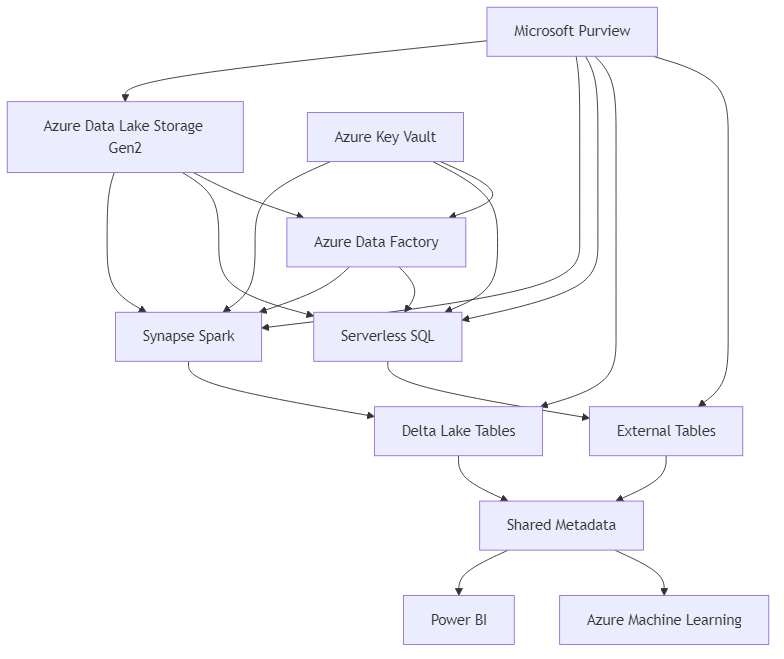 Microsoft Purview
Azure Data Lake Storage
Gen2
Azure Key Vault
Azure Data Factory
Synapse Spark
Serverless SQL
Delta Lake Tables
External Tables
Shared Metadata
Power BI
Azure Machine Learning